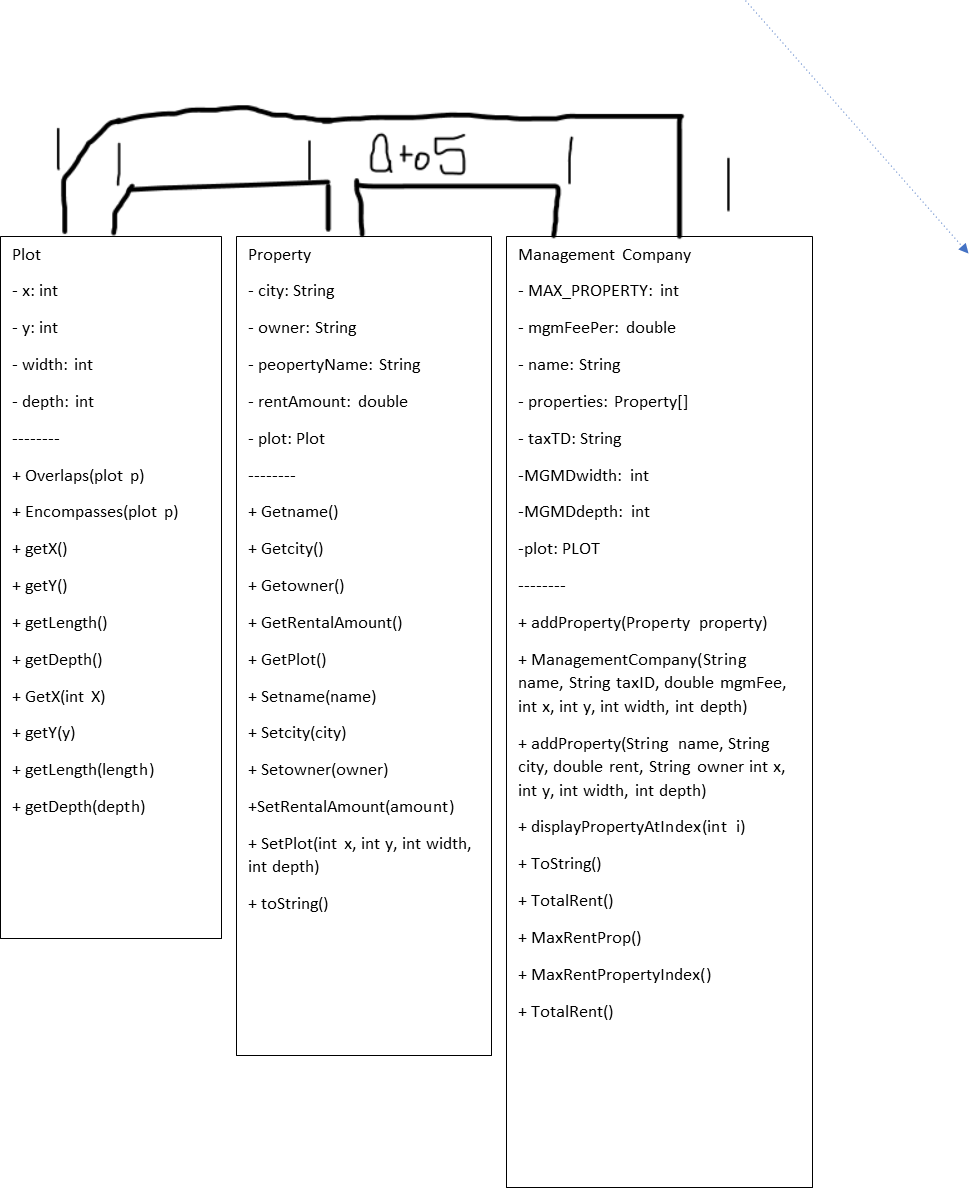 0 to 5
Plot
- x: int
- y: int
- width: int
- depth: int
--------
+ Overlaps(plot p)
+ Encompasses(plot p)
+ getX()
+ getY()
+ getLength()
+ getDepth()
+ GetX(int X)
+ getY(y)
+ getLength(length)
+ getDepth(depth)
Property
- city: String
- owner: String
- peopertyName: String
- rentAmount: double
- plot: Plot
--------
+ Getname()
+ Getcity()
+ Getowner()
+ GetRentalAmount()
+ GetPlot()
+ Setname(name)
+ Setcity(city)
+ Setowner(owner)
+SetRentalAmount(amount)
+ SetPlot(int x, int y, int width,
int depth)
+ toString()
Management Company
- MAX_PROPERTY: int
- mgmFeePer: double
- name: String
- properties: Property[]
- taxTD: String
-MGMDwidth: int
-MGMDdepth: int
-plot: PLOT
--------
+ addProperty(Property property)
+ ManagementCompany(String
name, String taxID, double mgmFee,
int x, int y, int width, int depth)
+ addProperty(String name, String
city, double rent, String owner int x,
int y, int width, int depth)
+ displayPropertyAtIndex(int i)
+ ToString()
+ TotalRent()
+ MaxRentProp()
+ MaxRentPropertyIndex()
+ TotalRent()